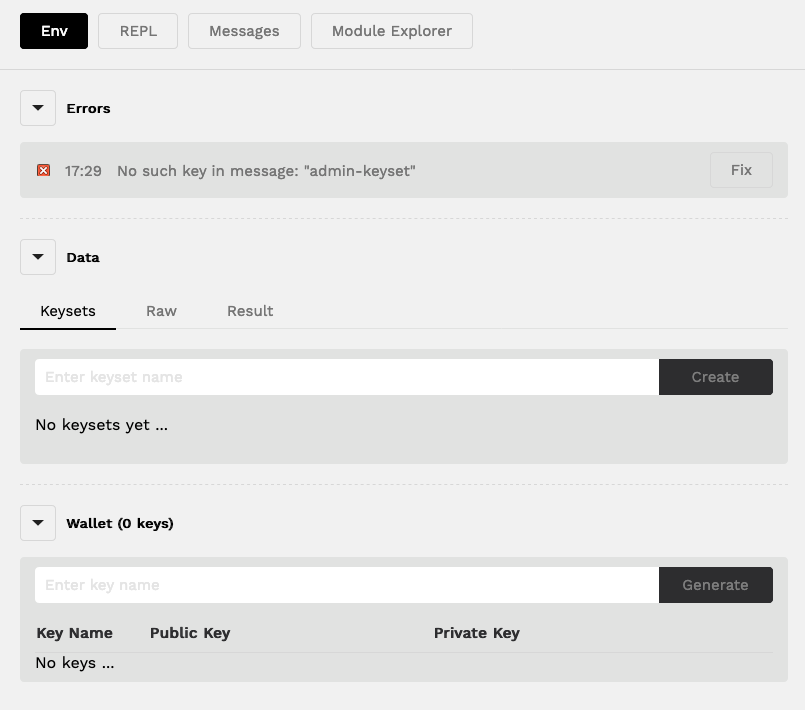 Env REPL Messages Module Explorer
Errors
17:29 No such key in message: "admin-keyset" Fix
Data
Keysets Raw Result
Enter keyset name Create
No keysets yet ...
Wallet (0 keys)
Enter key name Generate
Key Name Public Key Private Key
No keys ...